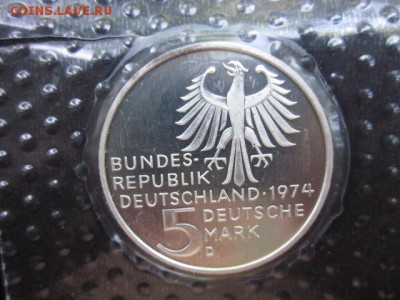 COINS.LAVE.RU
BUNDES-
REPUBLIK
DEUTSCHLAND·1974
5 DEUTSCHE
MARK
D